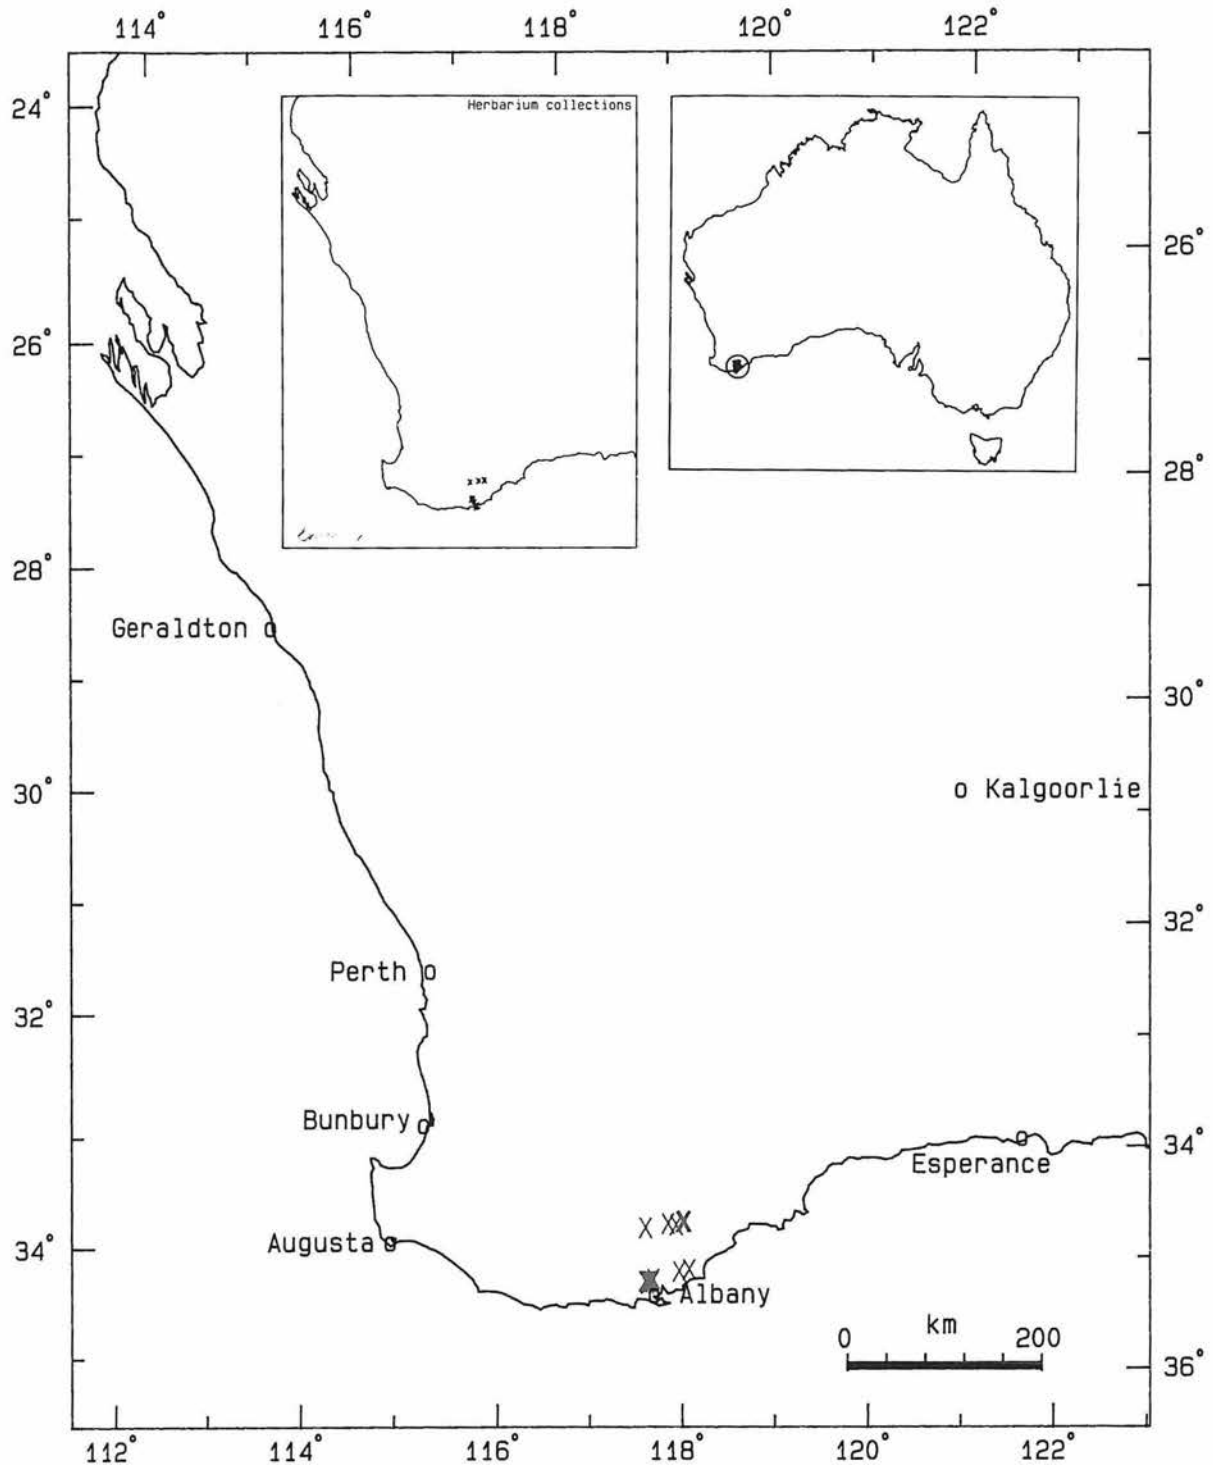 114° 116° 118° 120° 122°
24°
Herbarium collections
26°
26°
28°
28°
Geraldton
30°
30°
Kalgoorlie
32°
Perth
32°
Bunbury
34°
Esperance
Augusta
34°
Albany
km
0 200
36°
112° 114° 116° 118° 120° 122°